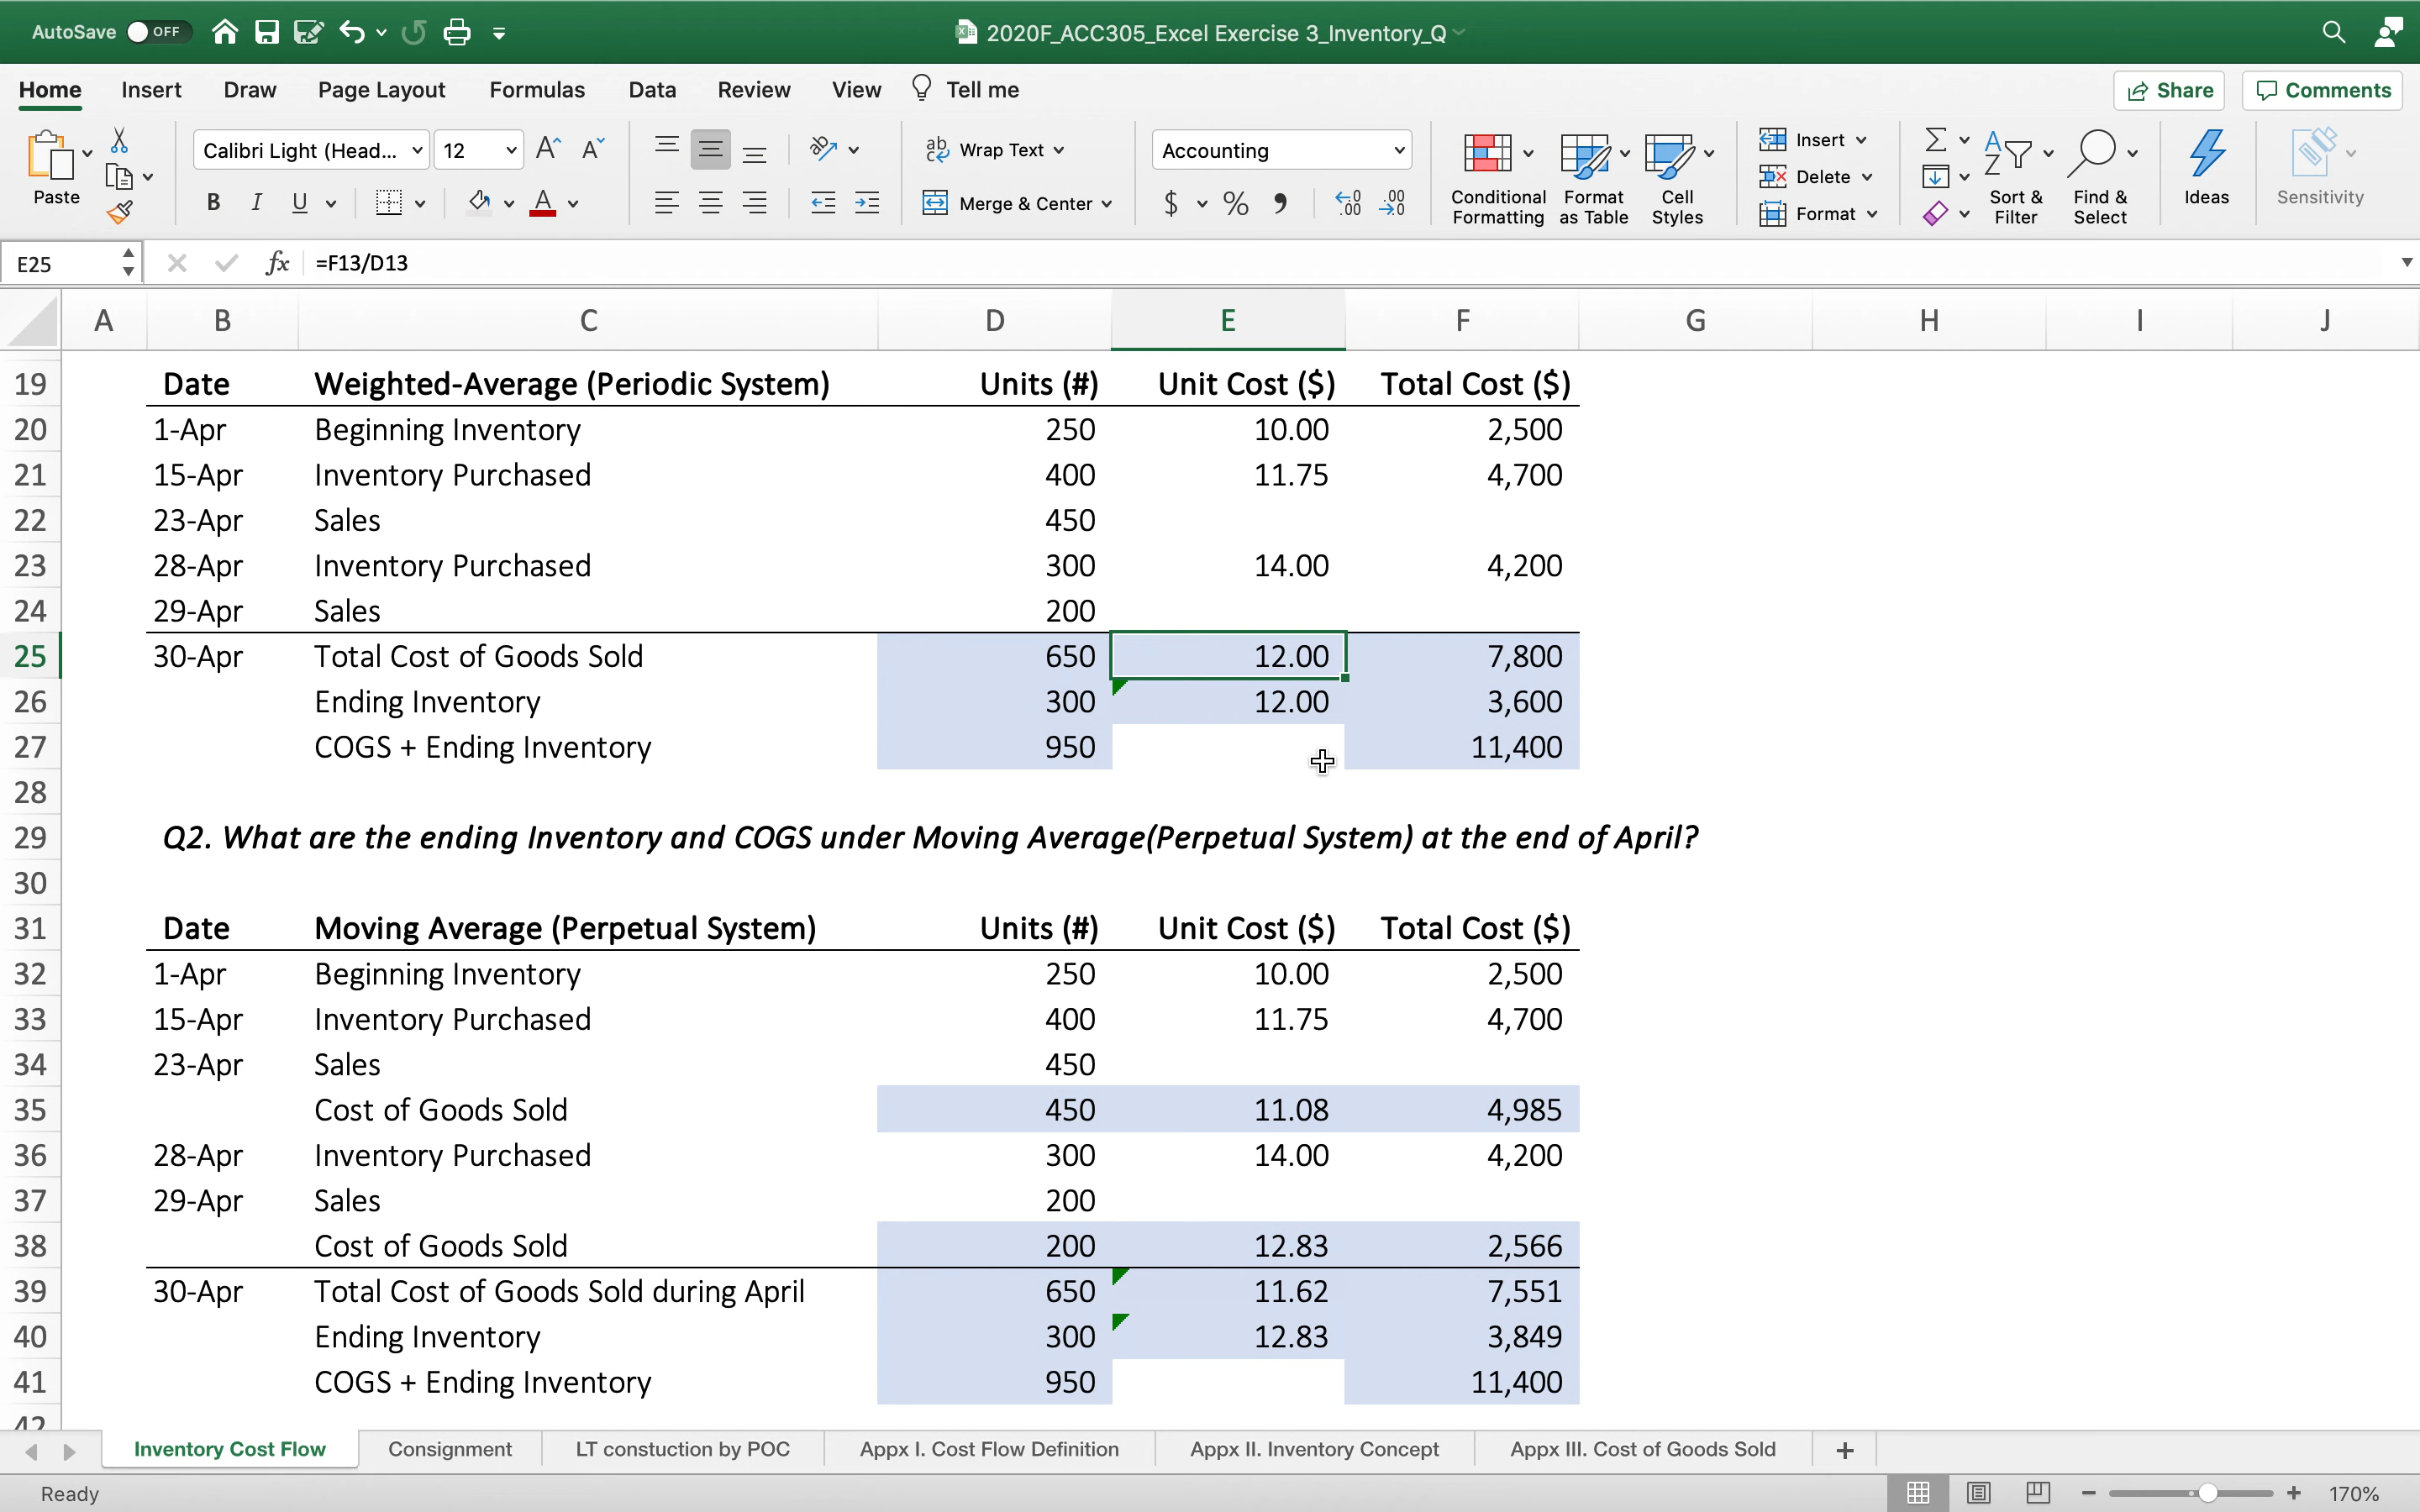 AutoSave OFF 2020F_ACC305_Excel Exercise 3_Inventory_Q
Home Insert Draw Page Layout Formulas Data Review View Tell me Share Comments
Paste Calibri Light (Head... 12 A A ab Wrap Text Accounting Conditional Formatting Format as Table Cell Styles Insert Delete Format Sort & Filter Find & Select Ideas Sensitivity
B I U A Merge & Center $ % 
E25 fx =F13/D13
A B C D E F G H I J
19 Date Weighted-Average (Periodic System) Units (#) Unit Cost ($) Total Cost ($)
20 1-Apr Beginning Inventory 250 10.00 2,500
21 15-Apr Inventory Purchased 400 11.75 4,700
22 23-Apr Sales 450
23 28-Apr Inventory Purchased 300 14.00 4,200
24 29-Apr Sales 200
25 30-Apr Total Cost of Goods Sold 650 12.00 7,800
26 Ending Inventory 300 12.00 3,600
27 COGS + Ending Inventory 950 11,400
28
29 Q2. What are the ending Inventory and COGS under Moving Average(Perpetual System) at the end of April?
30
31 Date Moving Average (Perpetual System) Units (#) Unit Cost ($) Total Cost ($)
32 1-Apr Beginning Inventory 250 10.00 2,500
33 15-Apr Inventory Purchased 400 11.75 4,700
34 23-Apr Sales 450
35 Cost of Goods Sold 450 11.08 4,985
36 28-Apr Inventory Purchased 300 14.00 4,200
37 29-Apr Sales 200
38 Cost of Goods Sold 200 12.83 2,566
39 30-Apr Total Cost of Goods Sold during April 650 11.62 7,551
40 Ending Inventory 300 12.83 3,849
41 COGS + Ending Inventory 950 11,400
42
Inventory Cost Flow Consignment LT constuction by POC Appx I. Cost Flow Definition Appx II. Inventory Concept Appx III. Cost of Goods Sold +
Ready 170%